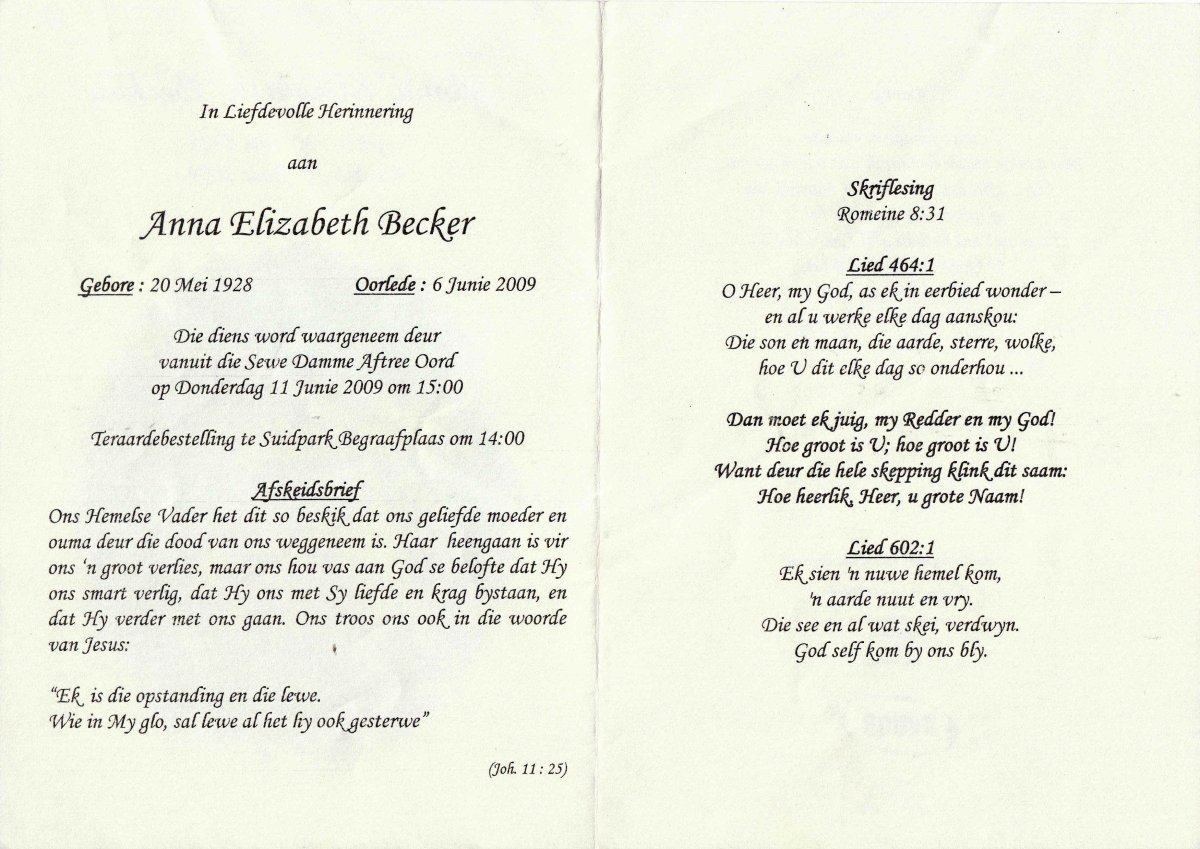 In Liefdevolle Herinnering
aan
Anna Elizabeth Becker
Gebore : 20 Mei 1928 Oorlede : 6 Junie 2009
Die diens word waargeneem deur
vanuit die Sewe Damme Aftree Oord
op Donderdag 11 Junie 2009 om 15:00
Teraardebestelling te Suidpark Begraafplaas om 14:00
Afskeidsbrief
Ons Hemelse Vader het dit so beskik dat ons geliefde moeder en
ouma deur die dood van ons weggeneem is. Haar heengaan is vir
ons 'n groot verlies, maar ons hou vas aan God se belofte dat Hy
ons smart verlig, dat Hy ons met Sy liefde en krag bystaan, en
dat Hy verder met ons gaan. Ons troos ons ook in die woorde
van Jesus:
“Ek is die opstanding en die lewe.
Wie in My glo, sal lewe al het hy ook gesterwe”
(Joh. 11 : 25)
Skriflesing
Romeine 8:31
Lied 464:1
O Heer, my God, as ek in eerbied wonder –
en al u werke elke dag aanskou:
Die son en maan, die aarde, sterre, wolke,
hoe U dit elke dag so onderhou ...
Dan moet ek juig, my Redder en my God!
Hoe groot is U; hoe groot is U!
Want deur die hele skepping klink dit saam:
Hoe heerlik, Heer, u grote Naam!
Lied 602:1
Ek sien 'n nuwe hemel kom,
'n aarde nuut en vry.
Die see en al wat skei, verdwyn.
God self kom by ons bly.